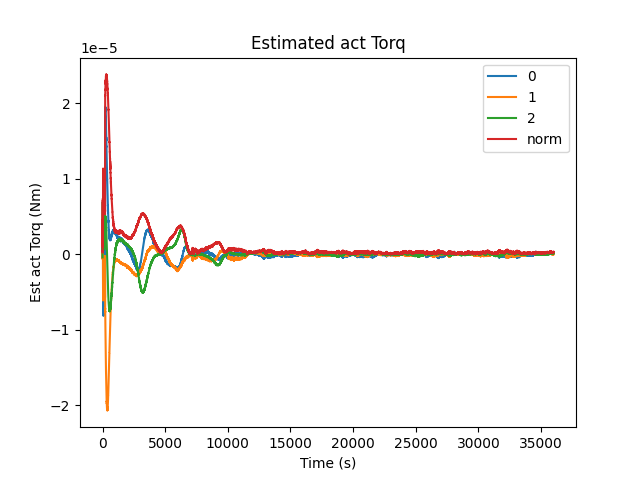 Estimated act Torq
1e−5
2
1
0
−1
−2
Est act Torq (Nm)
0
1
2
norm
0 5000 10000 15000 20000 25000 30000 35000
Time (s)